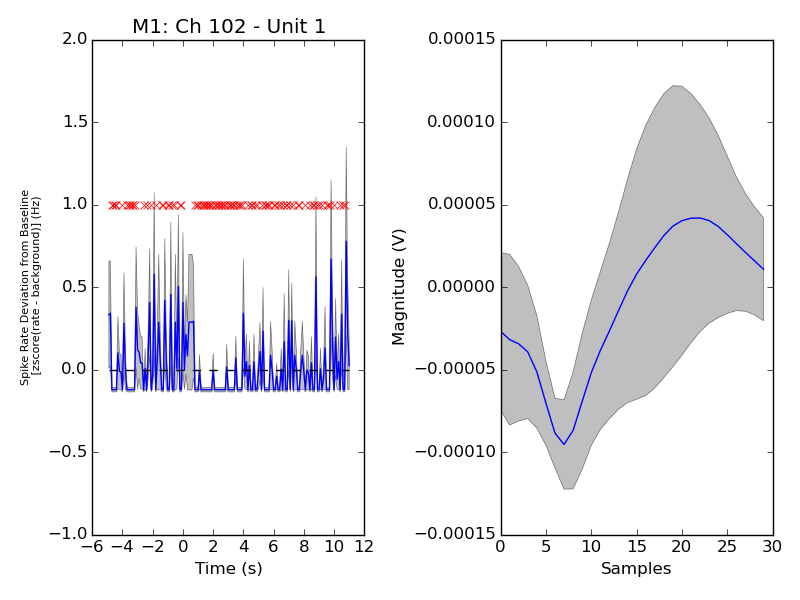 M1: Ch 102 - Unit 1
Spike Rate Deviation from Baseline
[zscore(rate - background)] (Hz)
2.0
1.5
1.0
0.5
0.0
−0.5
−1.0
−6 −4 −2 0 2 4 6 8 10 12
Time (s)
Magnitude (V)
0.00015
0.00010
0.00005
0.00000
−0.00005
−0.00010
−0.00015
0 5 10 15 20 25 30
Samples